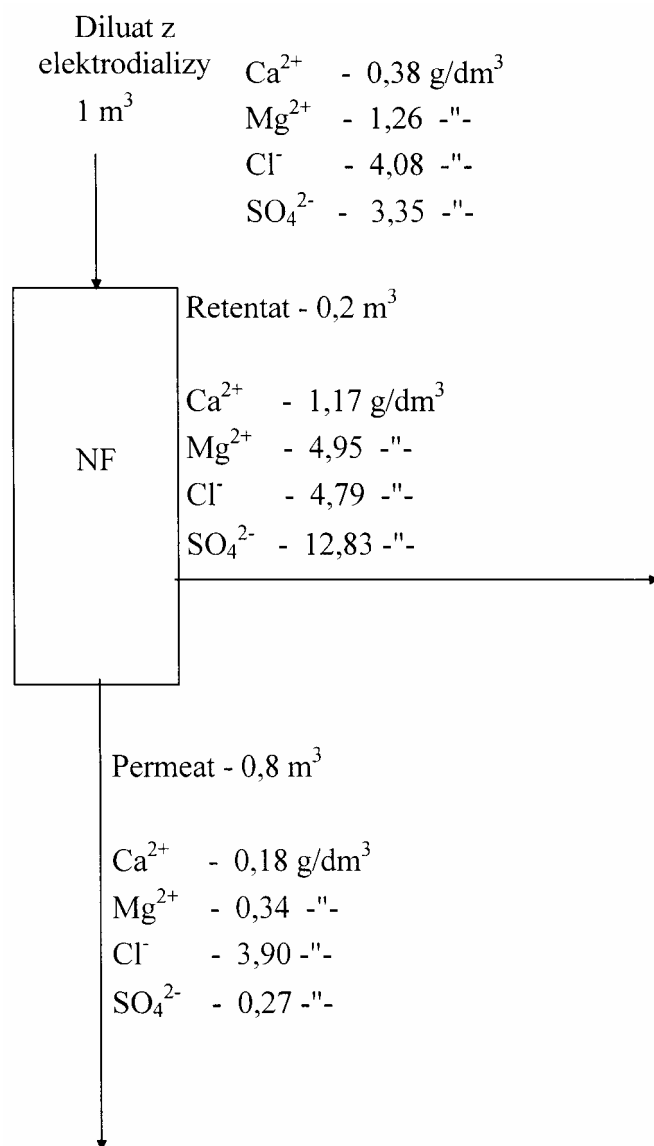 Diluat z
elektrodializy
1 m³
Ca²⁺ - 0,38 g/dm³
Mg²⁺ - 1,26 -"-
Cl⁻ - 4,08 -"-
SO₄²⁻ - 3,35 -"-
NF
Retentat - 0,2 m³
Ca²⁺ - 1,17 g/dm³
Mg²⁺ - 4,95 -"-
Cl⁻ - 4,79 -"-
SO₄²⁻ - 12,83 -"-
Permeat - 0,8 m³
Ca²⁺ - 0,18 g/dm³
Mg²⁺ - 0,34 -"-
Cl⁻ - 3,90 -"-
SO₄²⁻ - 0,27 -"-